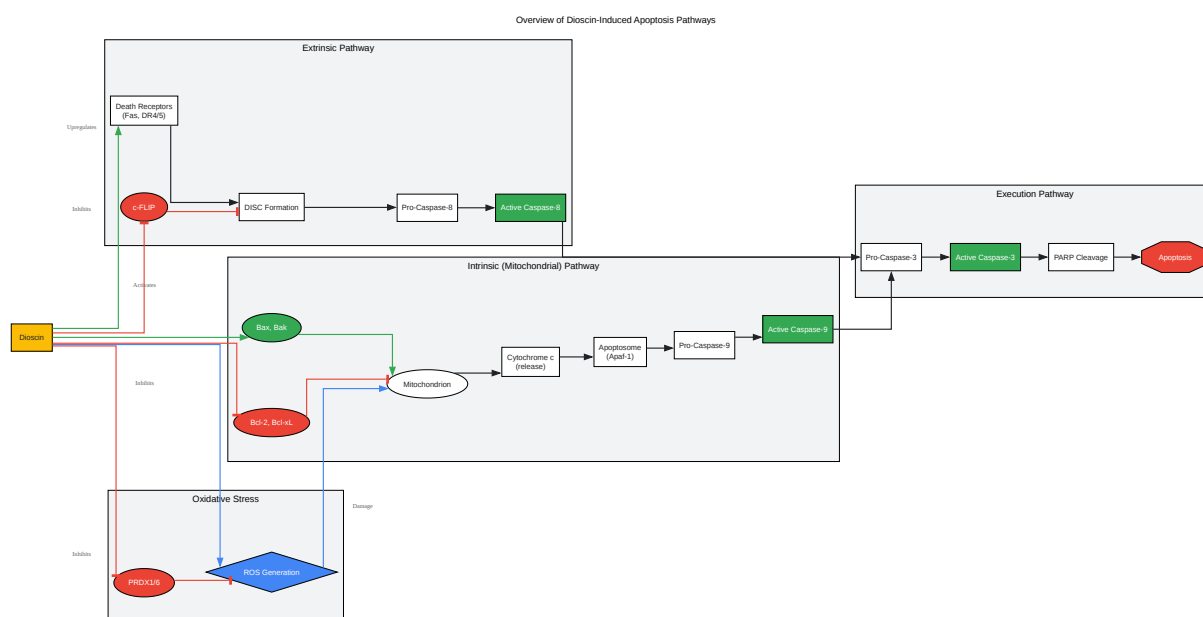 Overview of Dioscin-Induced Apoptosis Pathways
Extrinsic Pathway
Death Receptors
(Fas, DR4/5)
Upregulates
c-FLIP
DISC Formation
Pro-Caspase-8
Active Caspase-8
Inhibits
Execution Pathway
Pro-Caspase-3
Active Caspase-3
PARP Cleavage
Apoptosis
Intrinsic (Mitochondrial) Pathway
Activates
Dioscin
Bax, Bak
Cytochrome c
(release)
Apoptosome
(Apaf-1)
Pro-Caspase-9
Active Caspase-9
Mitochondrion
Inhibits
Bcl-2, Bcl-xL
Oxidative Stress
Damage
Inhibits
PRDX1/6
ROS Generation